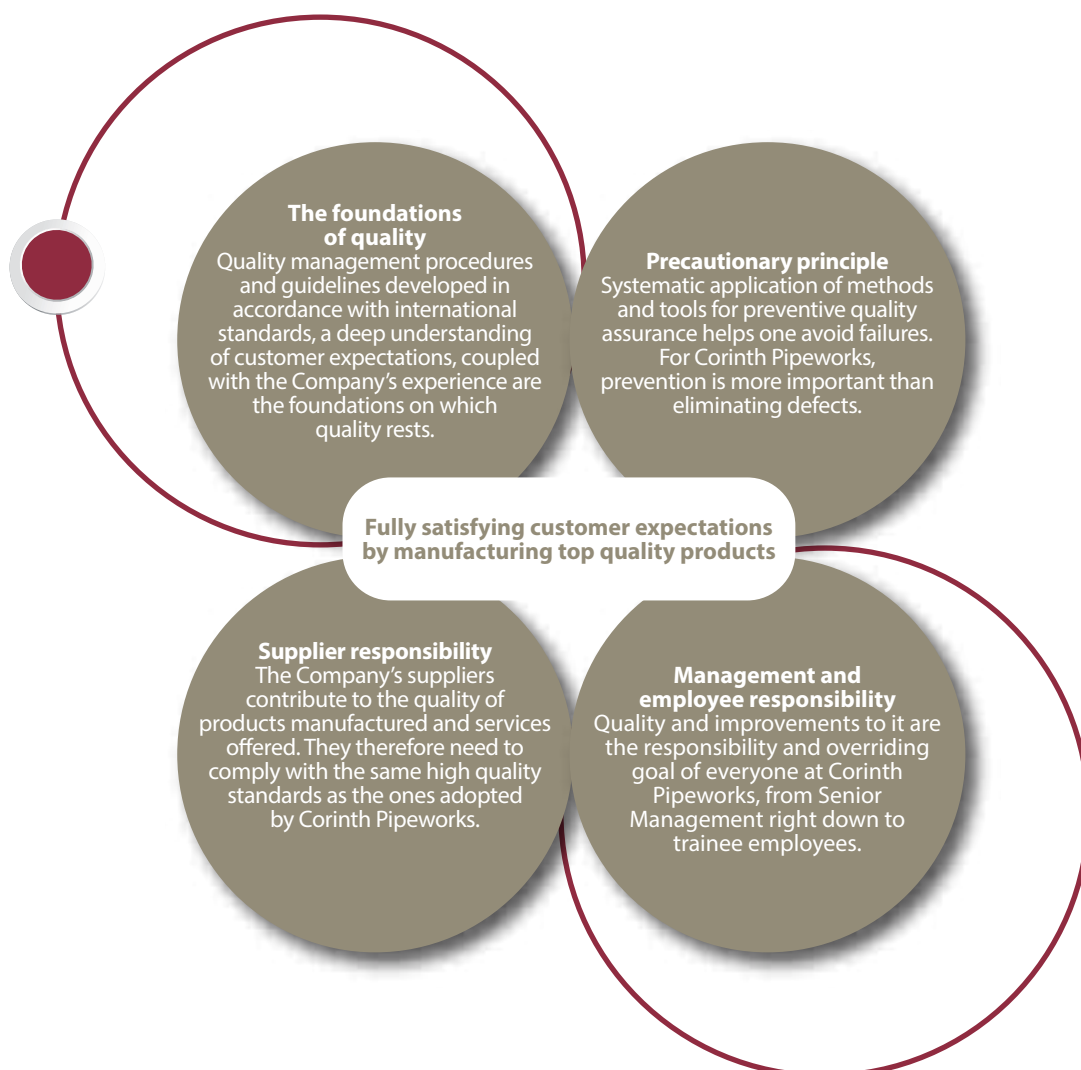 The foundations
of quality
Quality management procedures
and guidelines developed in
accordance with international
standards, a deep understanding
of customer expectations, coupled
with the Company's experience are
the foundations on which
quality rests.
Precautionary principle
Systematic application of methods
and tools for preventive quality
assurance helps one avoid failures.
For Corinth Pipeworks,
prevention is more important than
eliminating defects.
Fully satisfying customer expectations
by manufacturing top quality products
Supplier responsibility
The Company's suppliers
contribute to the quality of
products manufactured and services
offered. They therefore need to
comply with the same high quality
standards as the ones adopted
by Corinth Pipeworks.
Management and
employee responsibility
Quality and improvements to it are
the responsibility and overriding
goal of everyone at Corinth
Pipeworks, from Senior
Management right down to
trainee employees.